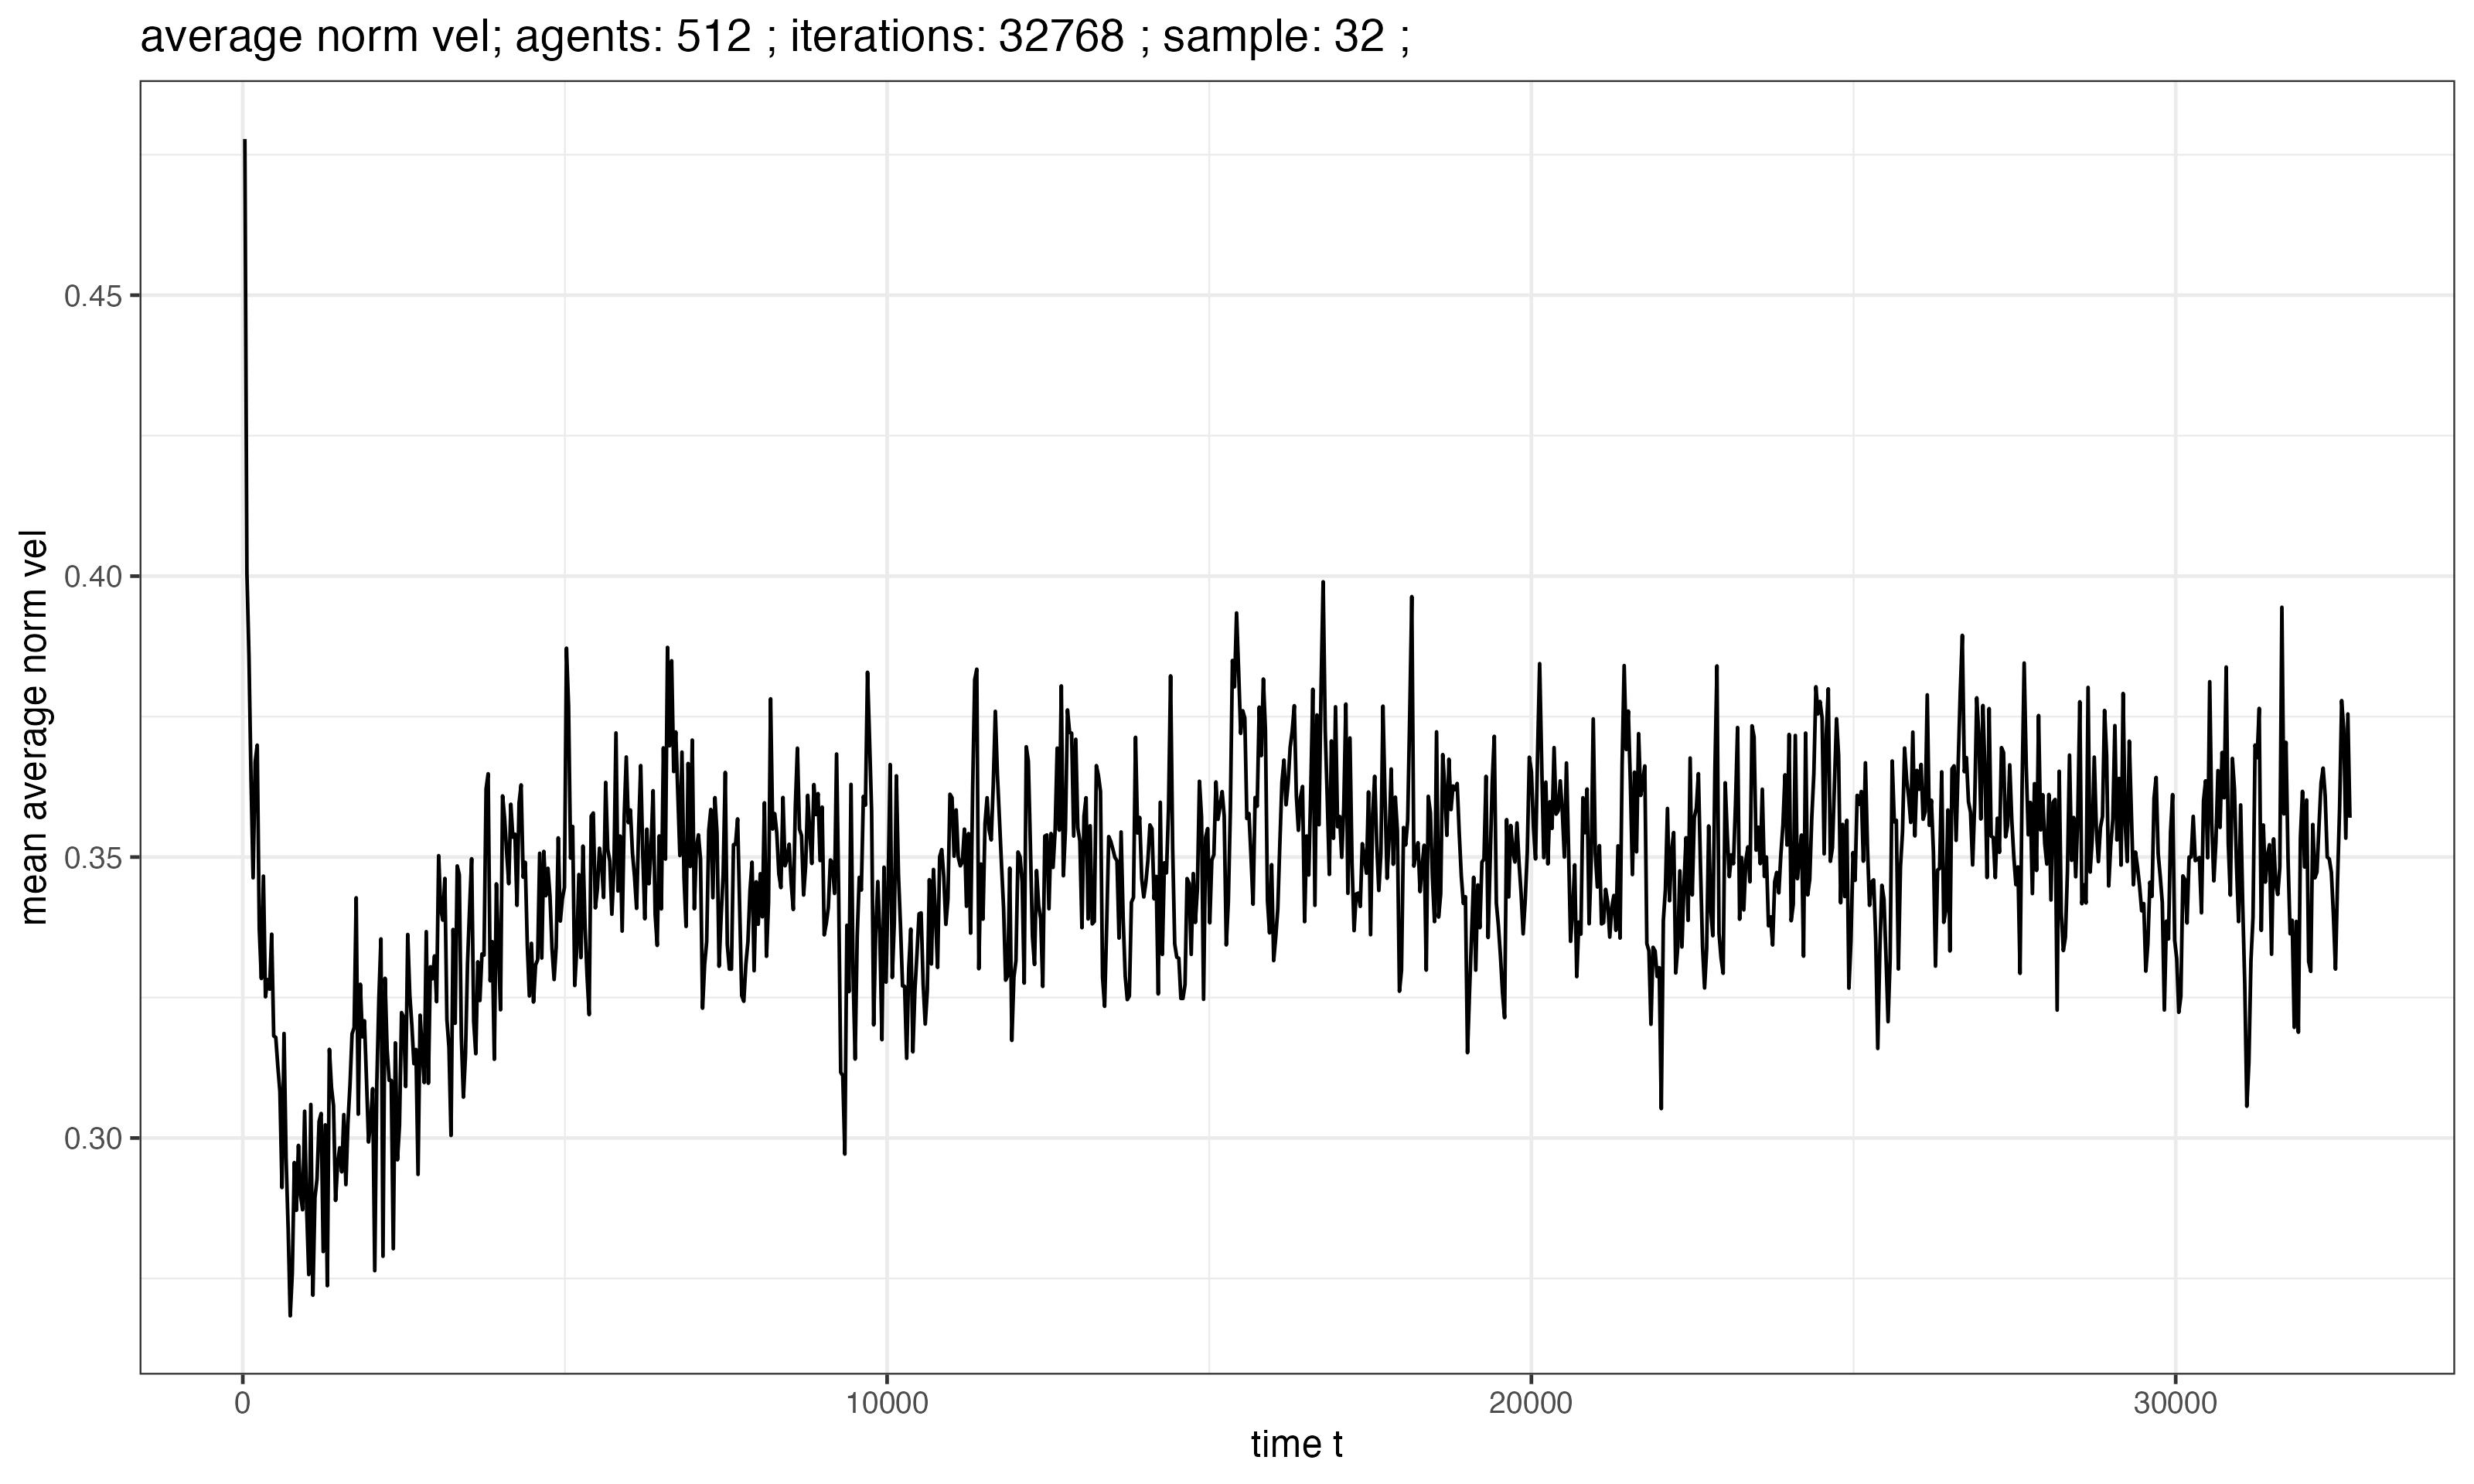 average norm vel; agents: 512 ; iterations: 32768 ; sample: 32 ;
mean average norm vel
0.45
0.40
0.35
0.30
0
10000
20000
30000
time t